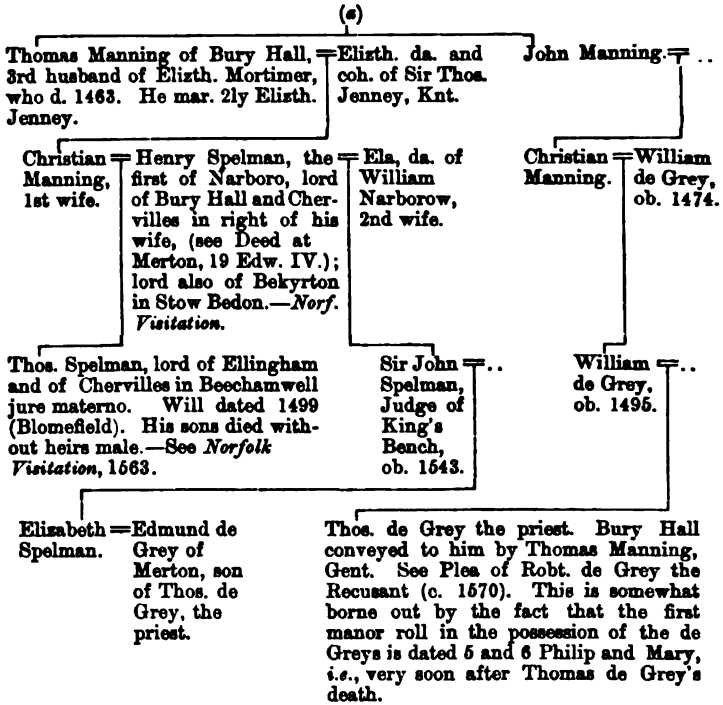 (a)
Thomas Manning of Bury Hall,
3rd husband of Elizth. Mortimer,
who d. 1463. He mar. 2ly Elizth.
Jenney.
=
Elizth. da. and
coh. of Sir Thos.
Jenney, Knt.
John Manning. = ..
Christian
Manning,
1st wife.
=
Henry Spelman, the
first of Narboro, lord
of Bury Hall and Cher-
villes in right of his
wife, (see Deed at
Merton, 19 Edw. IV.);
lord also of Bekyrton
in Stow Bedon.—Norf.
Visitation.
=
Ela, da. of
William
Narborow,
2nd wife.
Christian
Manning.
=
William
de Grey,
ob. 1474.
Thos. Spelman, lord of Ellingham
and of Chervilles in Beechamwell
jure materno. Will dated 1499
(Blomefield). His sons died with-
out heirs male.—See Norfolk
Visitation, 1563.
Sir John = ..
Spelman,
Judge of
King's
Bench,
ob. 1543.
William = ..
de Grey,
ob. 1495.
Elizabeth
Spelman.
=
Edmund de
Grey of
Merton, son
of Thos. de
Grey, the
priest.
Thos. de Grey the priest. Bury Hall
conveyed to him by Thomas Manning,
Gent. See Plea of Robt. de Grey the
Recusant (c. 1570). This is somewhat
borne out by the fact that the first
manor roll in the possession of the de
Greys is dated 5 and 6 Philip and Mary,
i.e., very soon after Thomas de Grey's
death.